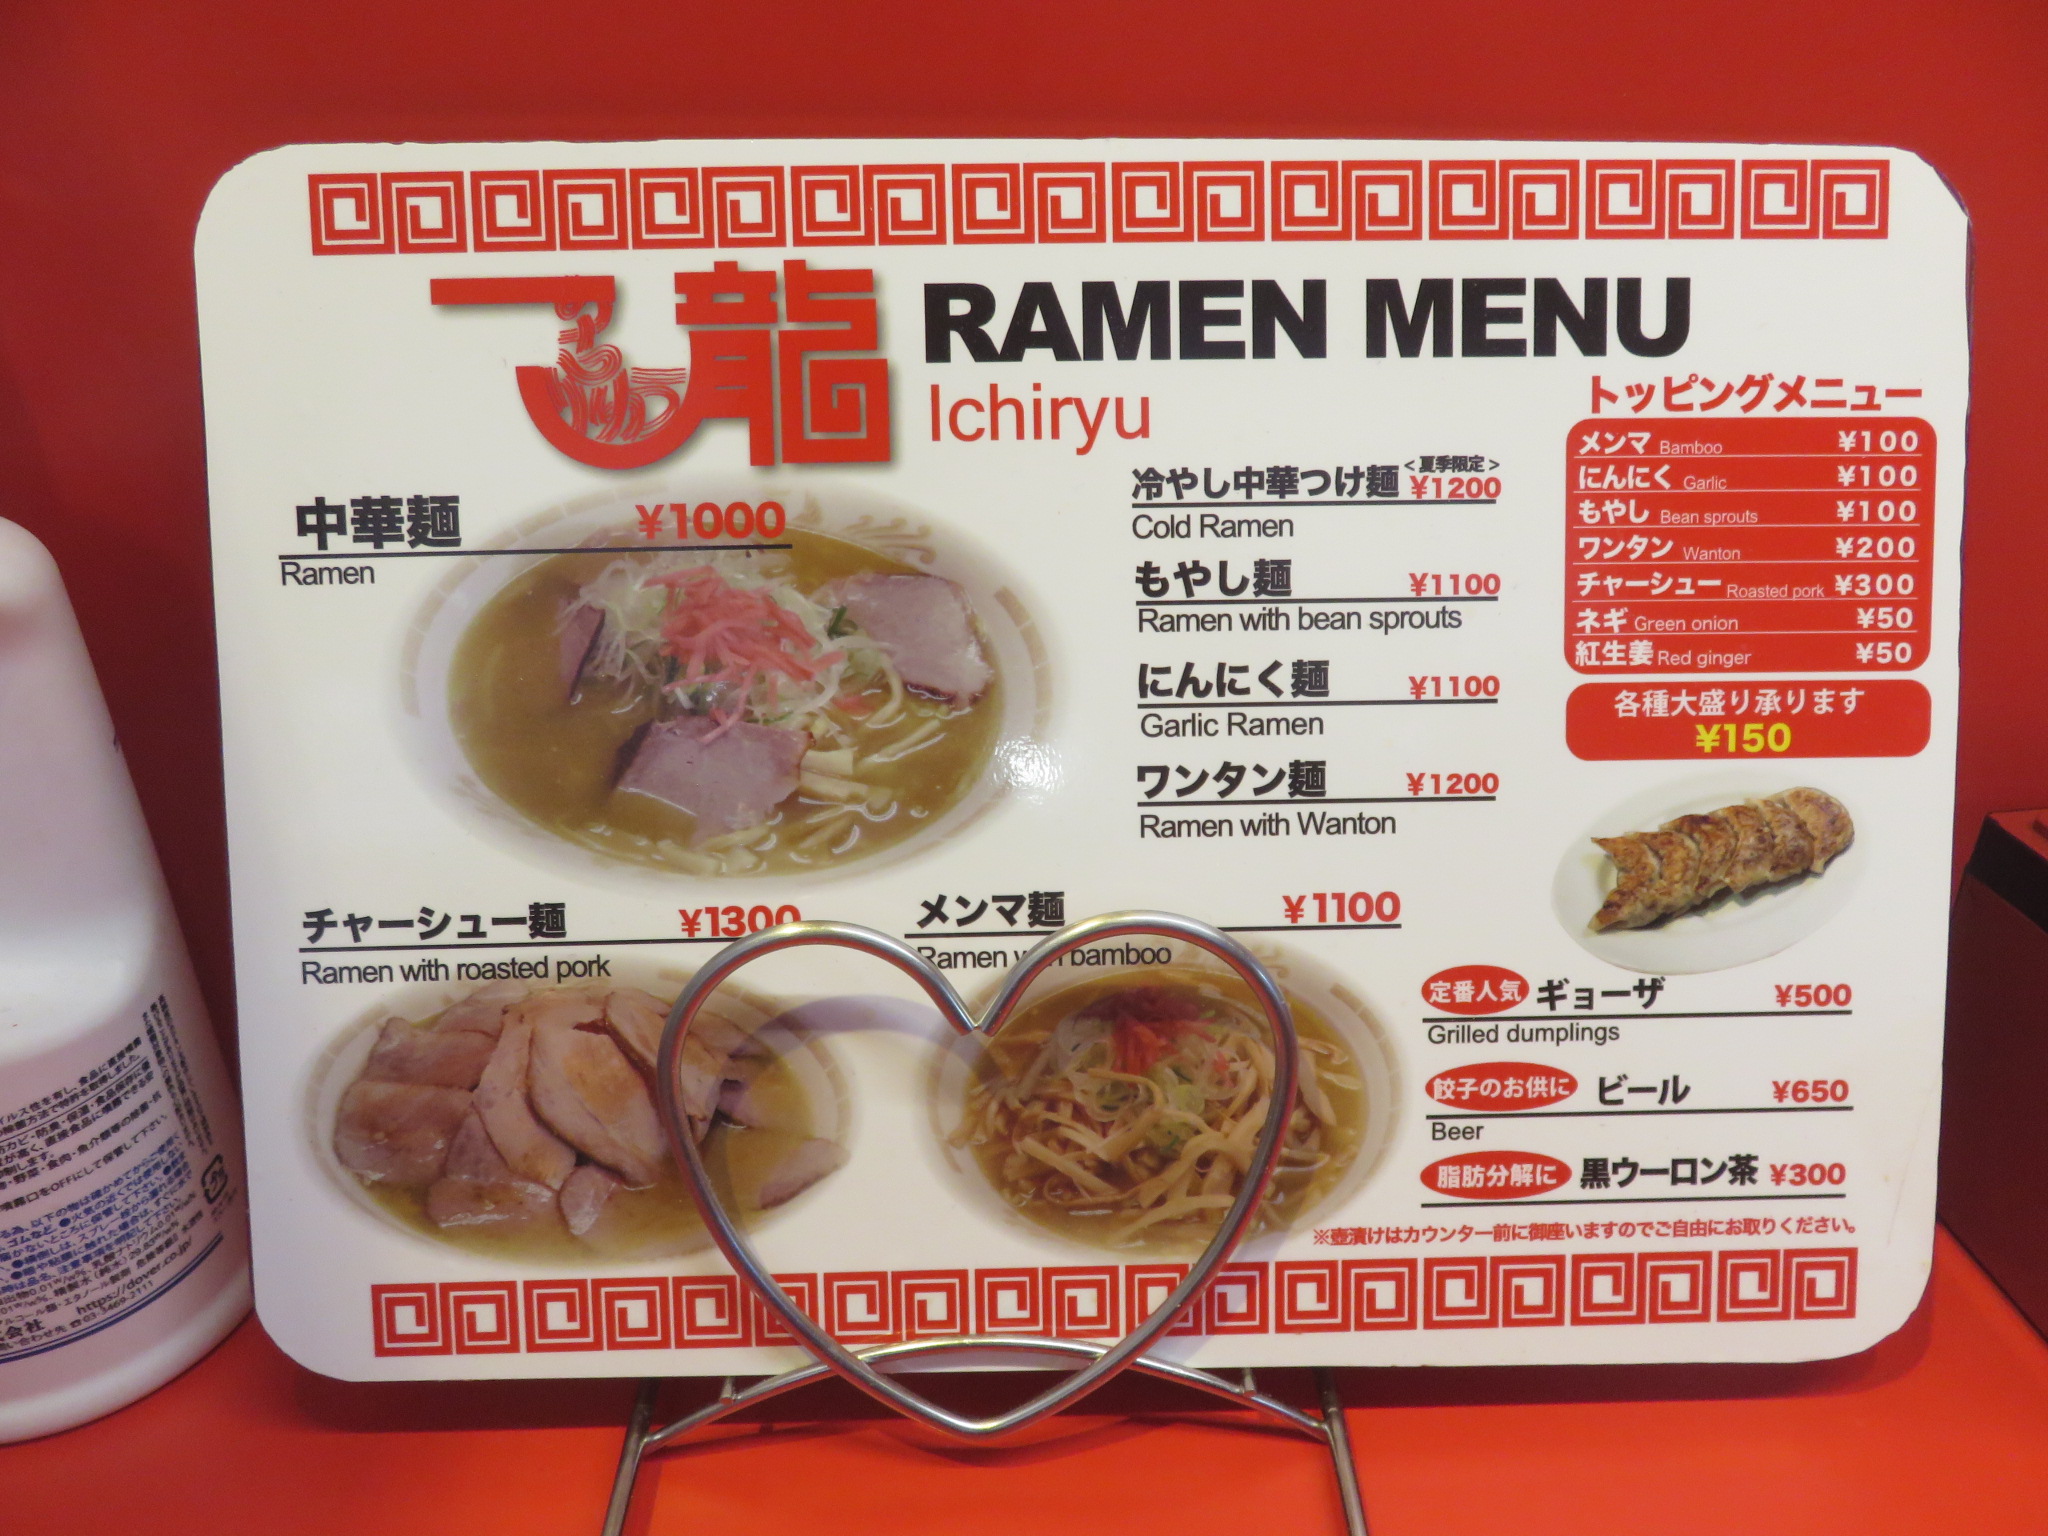 一龍 RAMEN MENU
Ichiryu
中華麺 ¥1000
Ramen
冷やし中華つけ麺 <夏季限定> ¥1200
Cold Ramen
もやし麺 ¥1100
Ramen with bean sprouts
にんにく麺 ¥1100
Garlic Ramen
ワンタン麺 ¥1200
Ramen with Wanton
チャーシュー麺 ¥1300
Ramen with roasted pork
メンマ麺 ¥1100
Ramen with bamboo
トッピングメニュー
メンマ Bamboo ¥100
にんにく Garlic ¥100
もやし Bean sprouts ¥100
ワンタン Wanton ¥200
チャーシュー Roasted pork ¥300
ネギ Green onion ¥50
紅生姜 Red ginger ¥50
各種大盛り承ります
¥150
定番人気 ギョーザ ¥500
Grilled dumplings
餃子のお供に ビール ¥650
Beer
脂肪分解に 黒ウーロン茶 ¥300
※壺漬けはカウンター前に御座いますのでご自由にお取りください。
https://dover.co.jp/
☎03-5469-2111